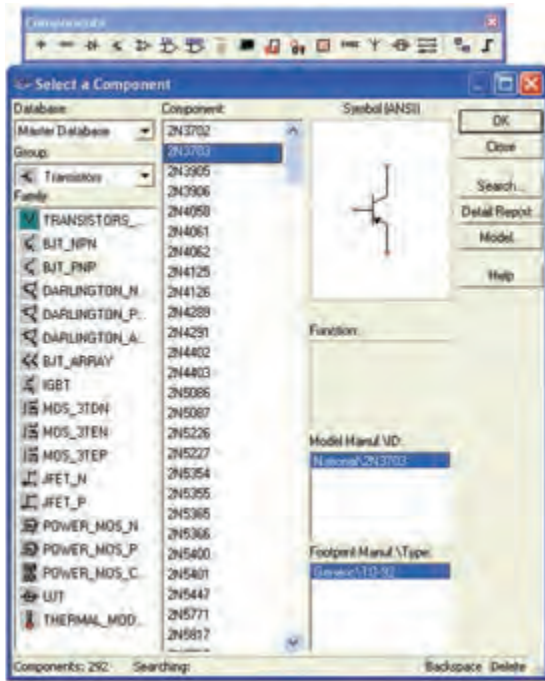 Components
Select a Component
Database:
Master Database
Group:
Transistors
Family:
TRANSISTORS_...
BJT_NPN
BJT_PNP
DARLINGTON_N...
DARLINGTON_P...
DARLINGTON_A...
BJT_ARRAY
IGBT
MOS_3TDN
MOS_3TEN
MOS_3TEP
JFET_N
JFET_P
POWER_MOS_N
POWER_MOS_P
POWER_MOS_C...
UJT
THERMAL_MOD...
Component:
2N3702
2N3703
2N3905
2N3906
2N4058
2N4061
2N4062
2N4125
2N4126
2N4289
2N4291
2N4402
2N4403
2N5086
2N5087
2N5226
2N5227
2N5354
2N5355
2N5365
2N5366
2N5400
2N5401
2N5447
2N5771
2N5817
Symbol (ANSI)
Function:
Model Manuf.\ID:
National\2N3703
Footprint Manuf.\Type:
Generic\TO-92
OK
Close
Search...
Detail Report...
Model...
Help
Components: 292
Searching:
Backspace
Delete